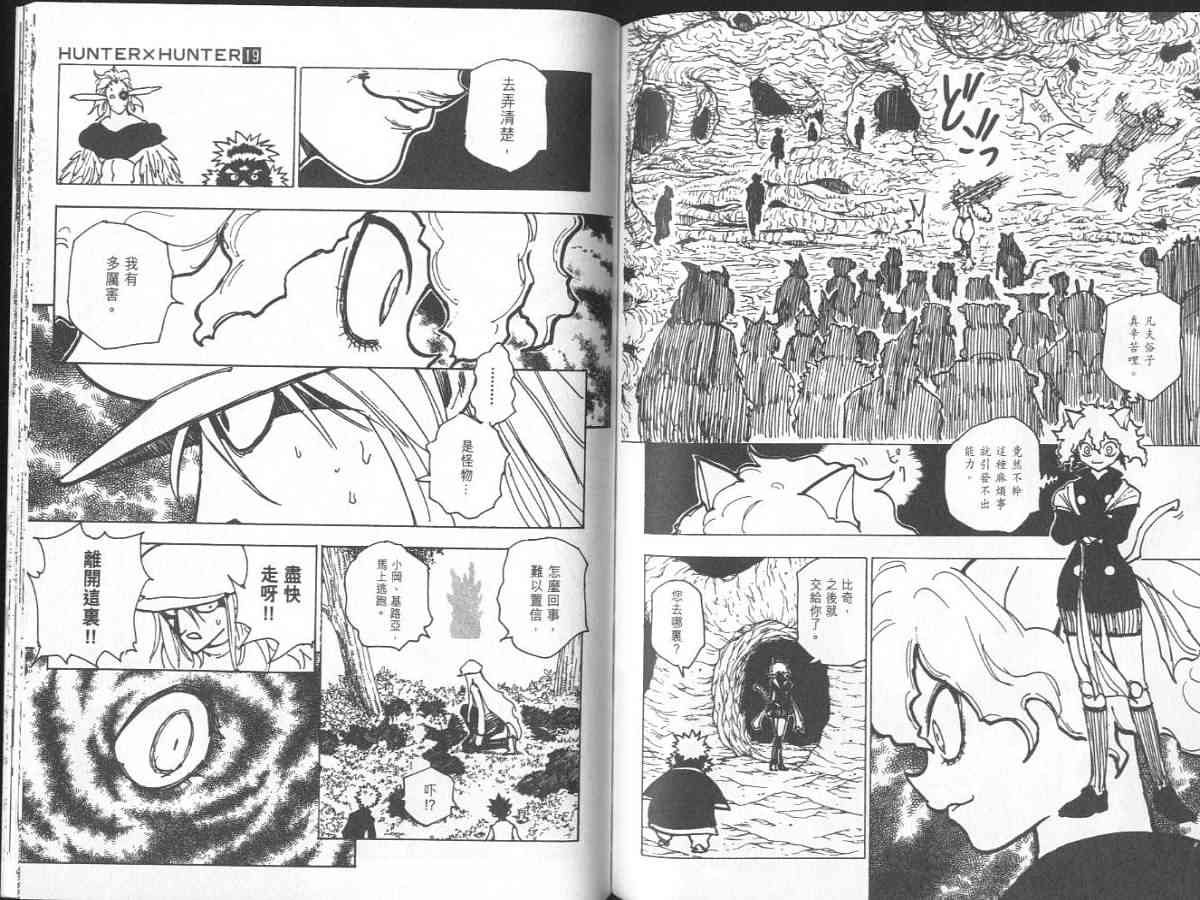 凡夫俗子
真辛苦哩。
竟然不幹
這種麻煩事
就引發不出
能力。
ピク
比奇，
之後就
交給你了。
您去哪裏？
HUNTER×HUNTER 19
去弄清楚，
我有
多厲害。
……
是怪物…
怎麼回事，
難以置信，
小岡、基路亞，
馬上逃跑。
吓!?
盡快
走呀!!
離開這裏!!